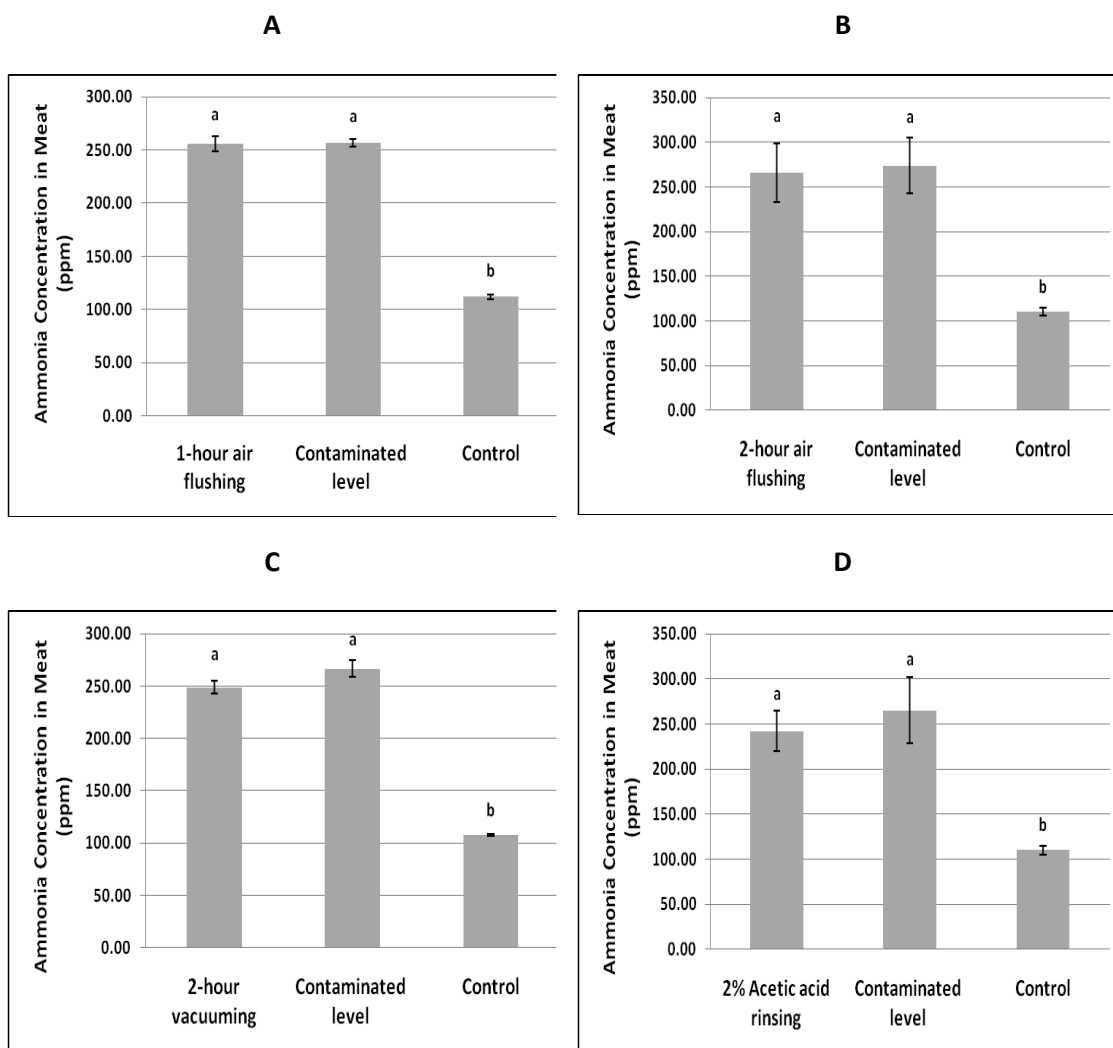 A
Ammonia Concentration in Meat
(ppm)
300.00
250.00
200.00
150.00
100.00
50.00
0.00
a
a
b
1-hour air
flushing
Contaminated
level
Control
B
Ammonia Concentration in Meat
(ppm)
350.00
300.00
250.00
200.00
150.00
100.00
50.00
0.00
a
a
b
2-hour air
flushing
Contaminated
level
Control
C
Ammonia Concentration in Meat
(ppm)
300.00
250.00
200.00
150.00
100.00
50.00
0.00
a
a
b
2-hour
vacuuming
Contaminated
level
Control
D
Ammonia Concentration in Meat
(ppm)
350.00
300.00
250.00
200.00
150.00
100.00
50.00
0.00
a
a
b
2% Acetic acid
rinsing
Contaminated
level
Control